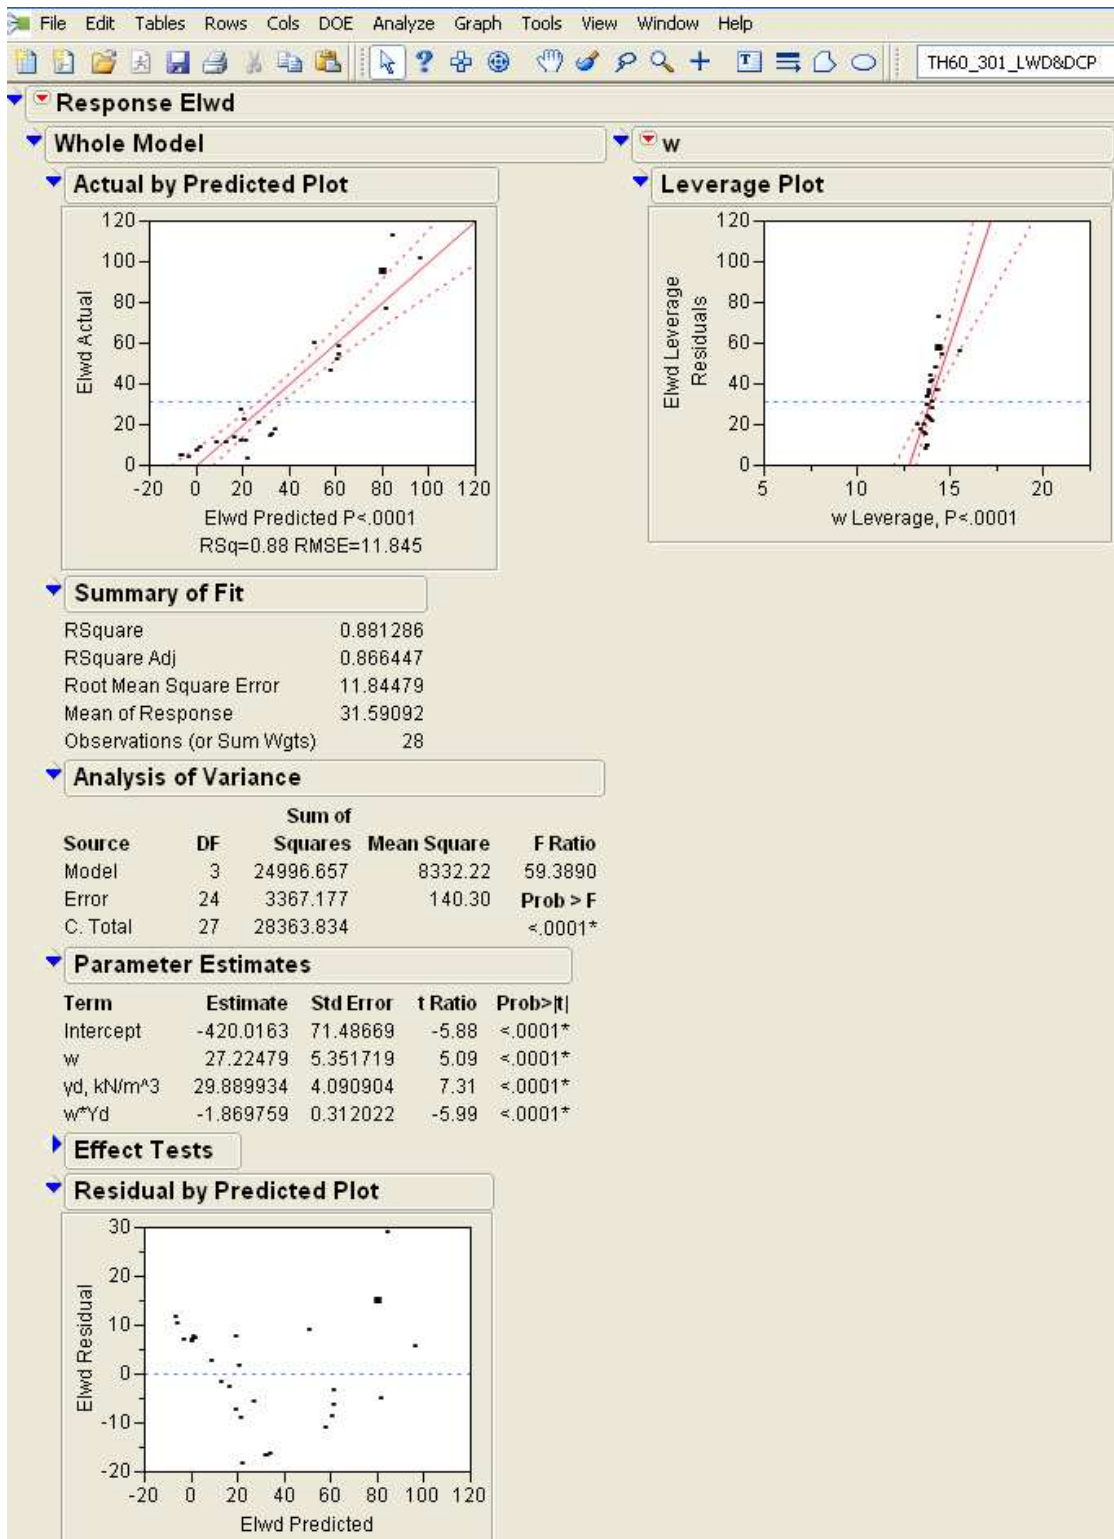 File Edit Tables Rows Cols DOE Analyze Graph Tools View Window Help
TH60_301_LWD&DCP
Response Elwd
Whole Model
Actual by Predicted Plot
120
100
80
60
40
20
0
Elwd Actual
-20 0 20 40 60 80 100 120
Elwd Predicted P<.0001
RSq=0.88 RMSE=11.845
w
Leverage Plot
120
100
80
60
40
20
0
Elwd Leverage
Residuals
5 10 15 20
w Leverage, P<.0001
Summary of Fit
RSquare 0.881286
RSquare Adj 0.866447
Root Mean Square Error 11.84479
Mean of Response 31.59092
Observations (or Sum Wgts) 28
Analysis of Variance
Sum of
Source DF Squares Mean Square F Ratio
Model 3 24996.657 8332.22 59.3890
Error 24 3367.177 140.30 Prob > F
C. Total 27 28363.834 <.0001*
Parameter Estimates
Term Estimate Std Error t Ratio Prob>|t|
Intercept -420.0163 71.48669 -5.88 <.0001*
w 27.22479 5.351719 5.09 <.0001*
γd, kN/m^3 29.889934 4.090904 7.31 <.0001*
w*Yd -1.869759 0.312022 -5.99 <.0001*
Effect Tests
Residual by Predicted Plot
30
20
10
0
-10
-20
Elwd Residual
-20 0 20 40 60 80 100 120
Elwd Predicted